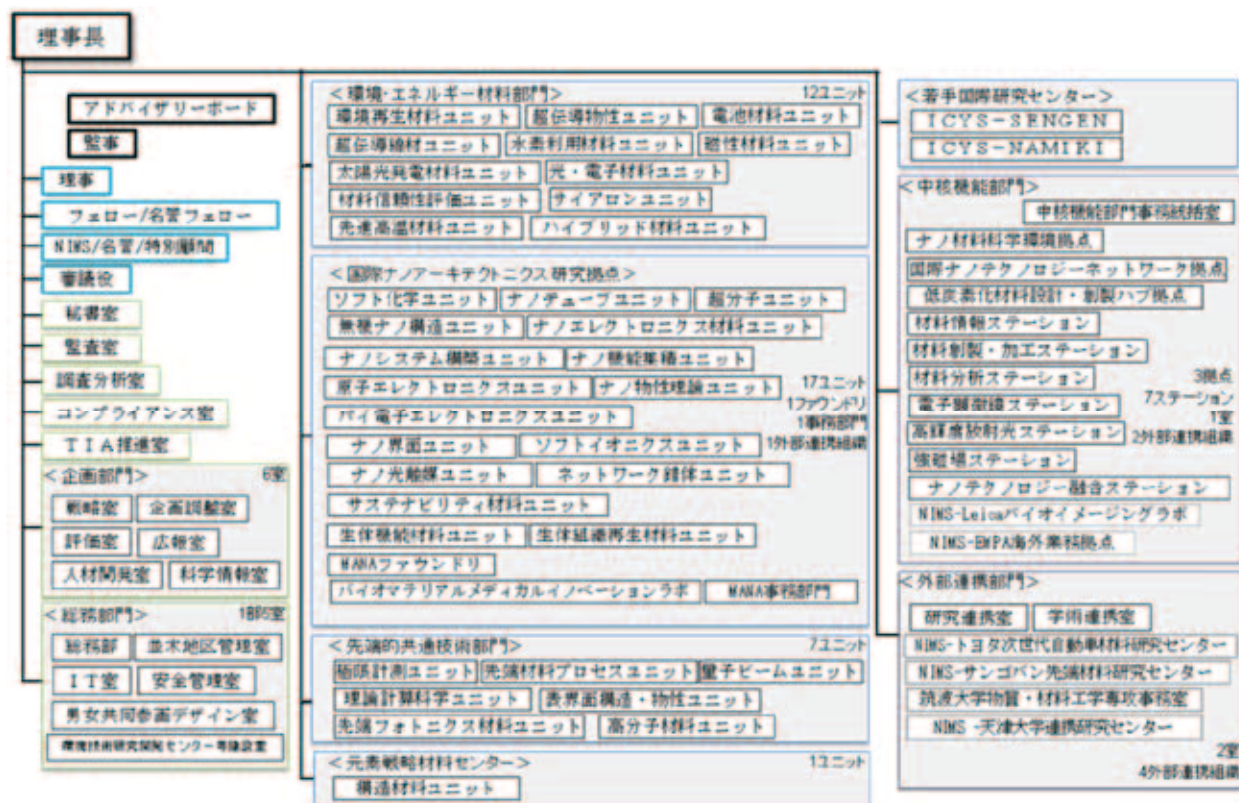 理事長
アドバイザリーボード
監事
理事
フェロー/名誉フェロー
NIMS/名誉/特別顧問
審議役
秘書室
監査室
調査分析室
コンプライアンス室
TIA推進室
<企画部門> 6室
戦略室 企画調整室
評価室 広報室
人材開発室 科学情報室
<総務部門> 1部5室
総務部 並木地区管理室
IT室 安全管理室
男女共同参画デザイン室
<環境・エネルギー材料部門> 12ユニット
環境再生材料ユニット 超伝導物性ユニット 電池材料ユニット
超伝導線材ユニット 水素利用材料ユニット 磁性材料ユニット
太陽光発電材料ユニット 光・電子材料ユニット
材料信頼性評価ユニット サイアロンユニット
先進高温材料ユニット ハイブリッド材料ユニット
<国際ナノアーキテクトニクス研究拠点>
ソフト化学ユニット ナノチューブユニット 超分子ユニット
無機ナノ構造ユニット ナノエレクトロニクス材料ユニット
ナノシステム構築ユニット ナノ機能集積ユニット
原子エレクトロニクスユニット ナノ物性理論ユニット
パイ電子エレクトロニクスユニット
ナノ界面ユニット ソフトイオニクスユニット
ナノ光触媒ユニット ネットワーク錯体ユニット
サステナビリティ材料ユニット
生体機能材料ユニット 生体組織再生材料ユニット
MANAファウンドリ
バイオマテリアルメディカルイノベーションラボ MANA事務部門
17ユニット
1ファウンドリ
1事務部門
1外部連携組織
<先端的共通技術部門> 7ユニット
極限計測ユニット 先端材料プロセスユニット 量子ビームユニット
理論計算科学ユニット 表界面構造・物性ユニット
先端フォトニクス材料ユニット 高分子材料ユニット
<元素戦略材料センター> 1ユニット
構造材料ユニット
<若手国際研究センター>
ICYS-SENGEN
ICYS-NAMIKI
<中核機能部門>
中核機能部門事務統括室
ナノ材料科学環境拠点
国際ナノテクノロジーネットワーク拠点
低炭素化材料設計・創製ハブ拠点
材料情報ステーション
材料創製・加工ステーション
材料分析ステーション
電子顕微鏡ステーション
高輝度放射光ステーション
強磁場ステーション
ナノテクノロジー融合ステーション
NIMS-Leicaバイオイメージングラボ
NIMS-EMPA海外業務拠点
3拠点
7ステーション
1室
2外部連携組織
<外部連携部門>
研究連携室 学術連携室
NIMS-トヨタ次世代自動車材料研究センター
NIMS-サンゴバン先端材料研究センター
筑波大学物質・材料工学専攻事務室
NIMS-天津大学連携研究センター
2室
4外部連携組織